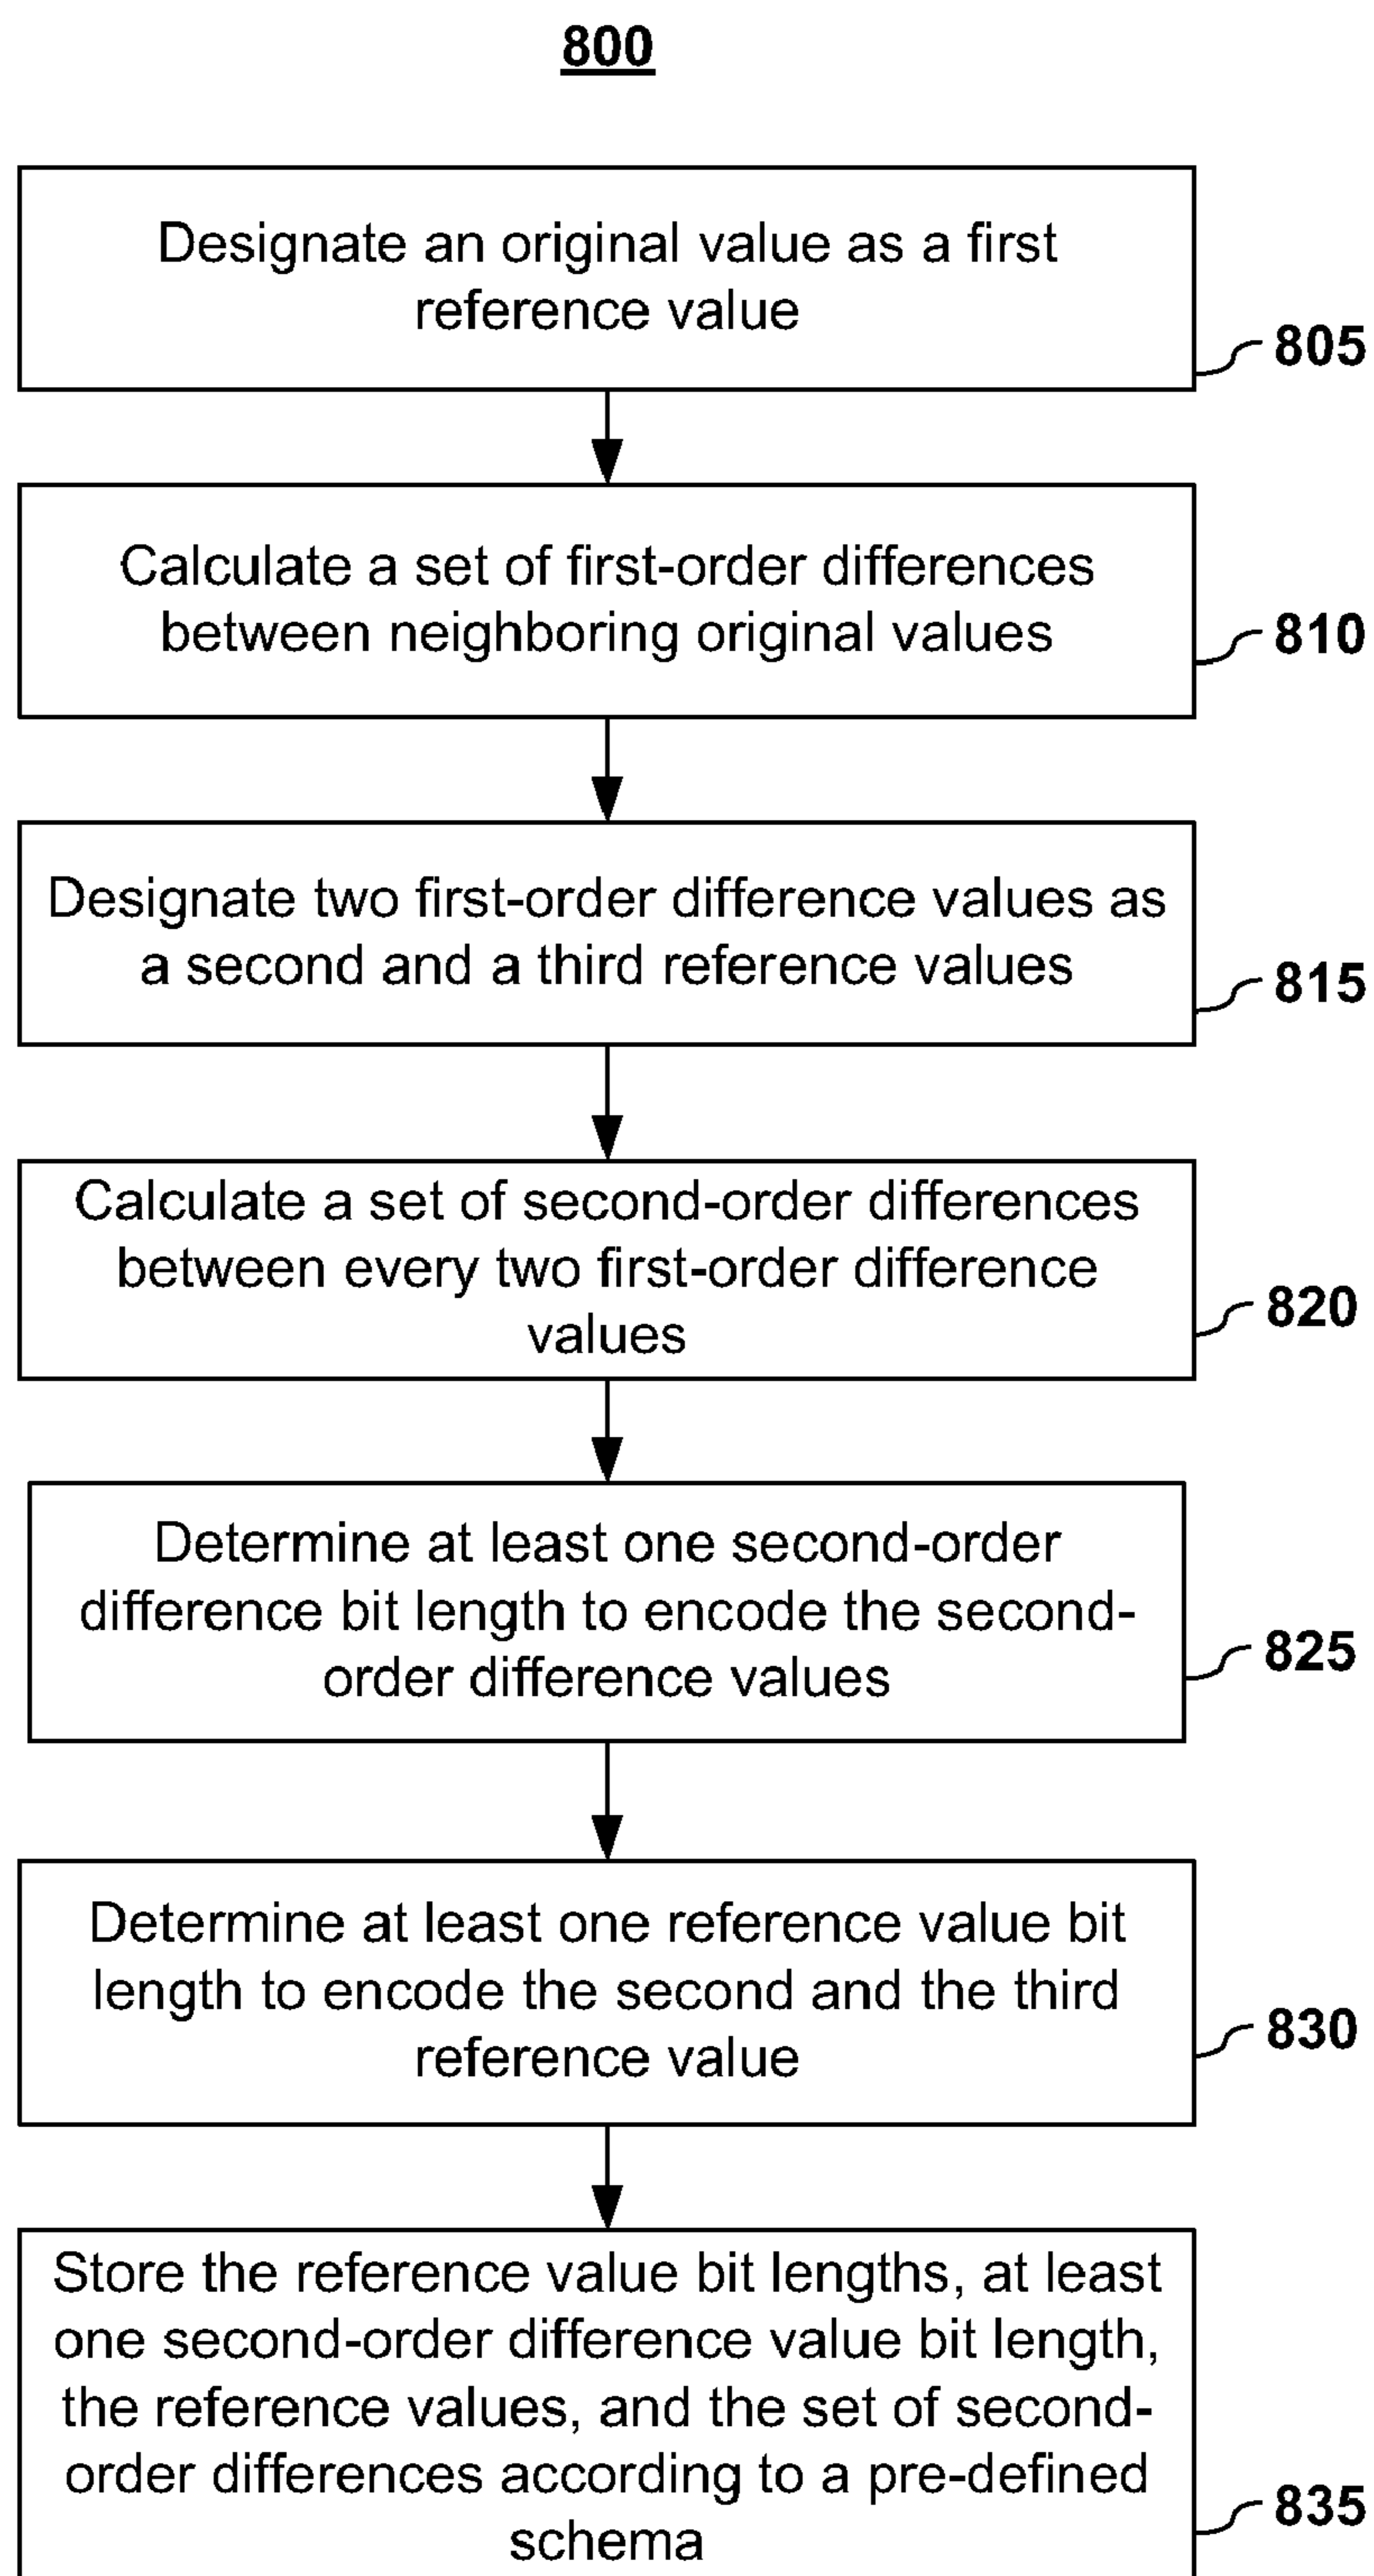 800
Designate an original value as a first
reference value
805
Calculate a set of first-order differences
between neighboring original values
810
Designate two first-order difference values as
a second and a third reference values
815
Calculate a set of second-order differences
between every two first-order difference
values
820
Determine at least one second-order
difference bit length to encode the second-
order difference values
825
Determine at least one reference value bit
length to encode the second and the third
reference value
830
Store the reference value bit lengths, at least
one second-order difference value bit length,
the reference values, and the set of second-
order differences according to a pre-defined
schema
835